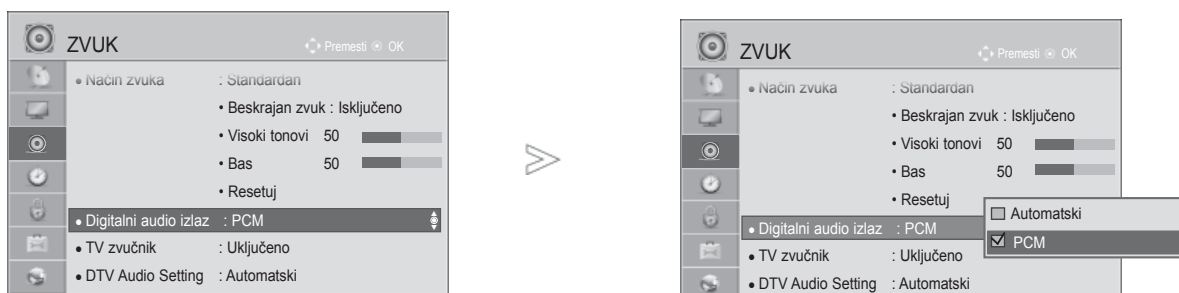 ZVUK
Premesti OK
• Način zvuka : Standardan
• Beskrajan zvuk : Isključeno
• Visoki tonovi 50
• Bas 50
• Resetuj
• Digitalni audio izlaz : PCM
• TV zvučnik : Uključeno
• DTV Audio Setting : Automatski
ZVUK
Premesti OK
• Način zvuka : Standardan
• Beskrajan zvuk : Isključeno
• Visoki tonovi 50
• Bas 50
• Resetuj
• Digitalni audio izlaz : PCM
Automatski
PCM
• TV zvučnik : Uključeno
• DTV Audio Setting : Automatski